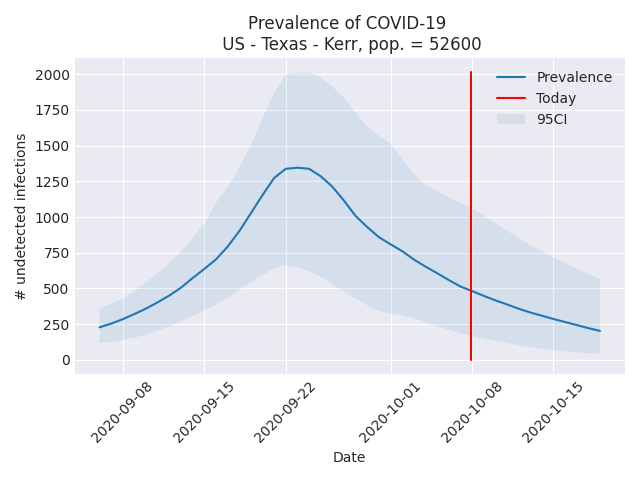 Prevalence of COVID-19
US - Texas - Kerr, pop. = 52600
Prevalence
Today
95CI
# undetected infections
2000
1750
1500
1250
1000
750
500
250
0
2020-09-08
2020-09-15
2020-09-22
2020-10-01
2020-10-08
2020-10-15
Date